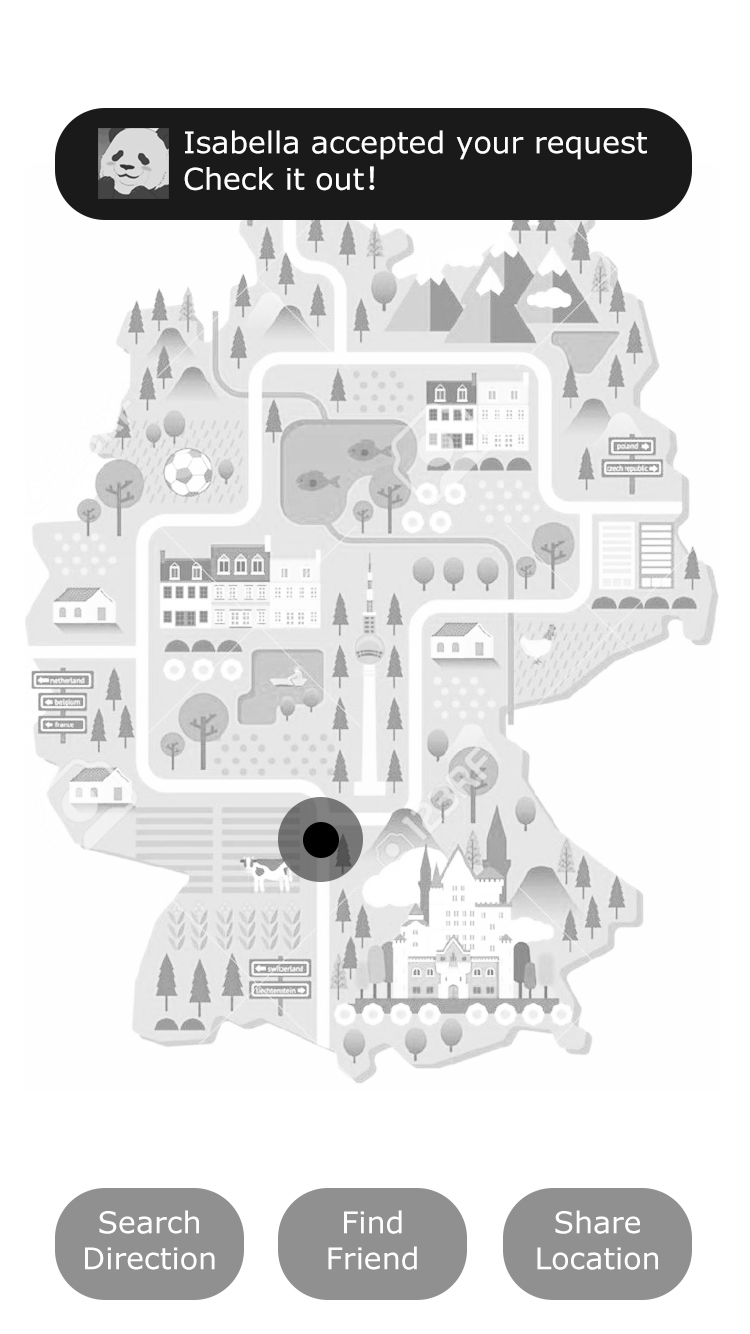 Isabella accepted your request
Check it out!
poland
czech republic
netherland
belgium
france
123RF
switzerland
liechtenstein
Search
Direction
Find
Friend
Share
Location